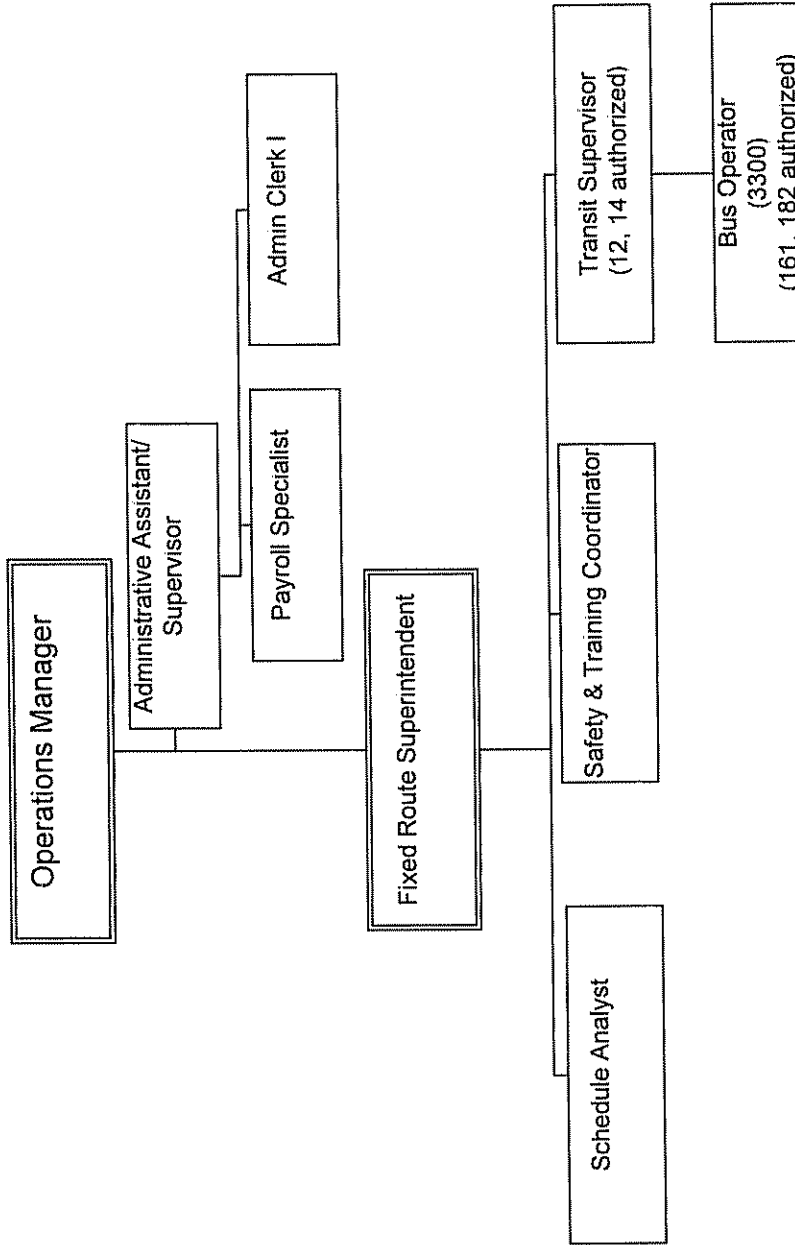 Operations Manager
Administrative Assistant/
Supervisor
Payroll Specialist
Admin Clerk I
Fixed Route Superintendent
Schedule Analyst
Safety & Training Coordinator
Transit Supervisor
(12, 14 authorized)
Bus Operator
(3300)
(161, 182 authorized)